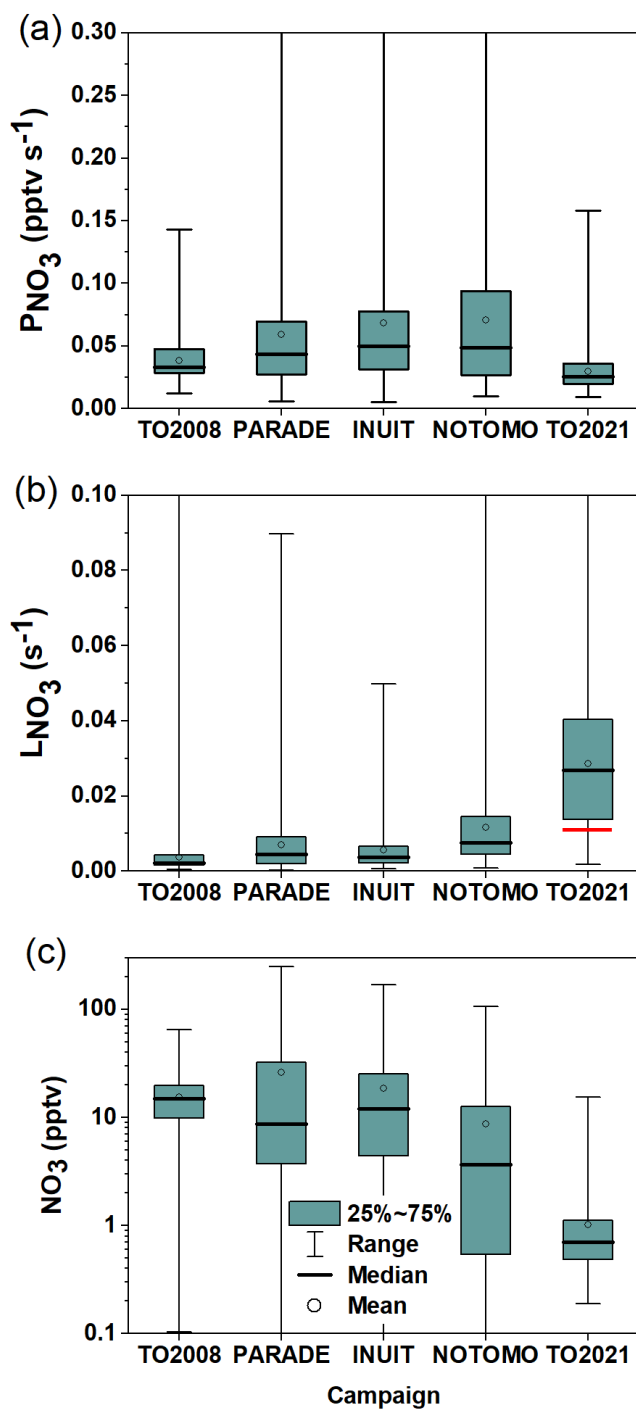 (a)
P_NO3 (pptv s⁻¹)
0.30
0.25
0.20
0.15
0.10
0.05
0.00
TO2008 PARADE INUIT NOTOMO TO2021
(b)
L_NO3 (s⁻¹)
0.10
0.08
0.06
0.04
0.02
0.00
TO2008 PARADE INUIT NOTOMO TO2021
(c)
NO₃ (pptv)
100
10
1
0.1
25%~75%
Range
Median
Mean
TO2008 PARADE INUIT NOTOMO TO2021
Campaign